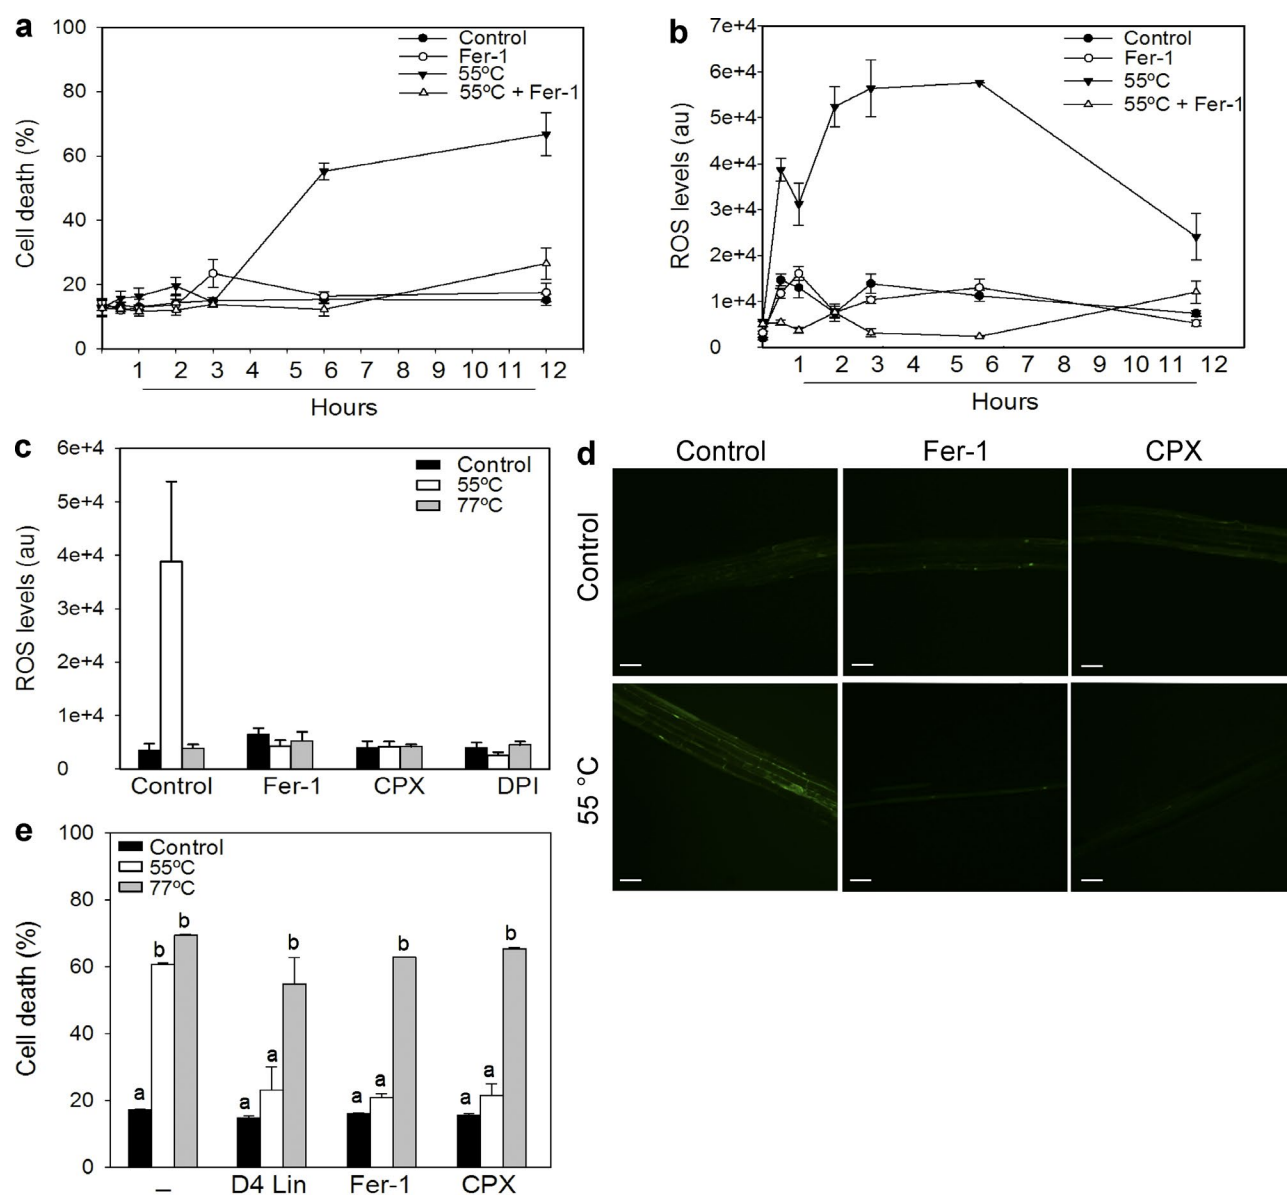 a
100
80
60
40
20
0
Cell death (%)
Control
Fer-1
55ºC
55ºC + Fer-1
1 2 3 4 5 6 7 8 9 10 11 12
Hours
b
7e+4
6e+4
5e+4
4e+4
3e+4
2e+4
1e+4
0
ROS levels (au)
Control
Fer-1
55ºC
55ºC + Fer-1
1 2 3 4 5 6 7 8 9 10 11 12
Hours
c
6e+4
5e+4
4e+4
3e+4
2e+4
1e+4
0
ROS levels (au)
Control
55ºC
77ºC
Control Fer-1 CPX DPI
d
Control Fer-1 CPX
Control
55 °C
e
100
80
60
40
20
0
Cell death (%)
Control
55ºC
77ºC
a b b
a a b
a a b
a a b
– D4 Lin Fer-1 CPX